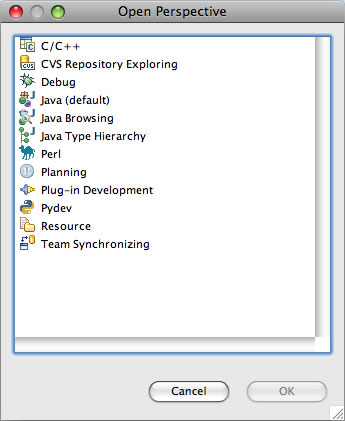 Open Perspective
C/C++
CVS Repository Exploring
Debug
Java (default)
Java Browsing
Java Type Hierarchy
Perl
Planning
Plug-in Development
Pydev
Resource
Team Synchronizing
Cancel
OK